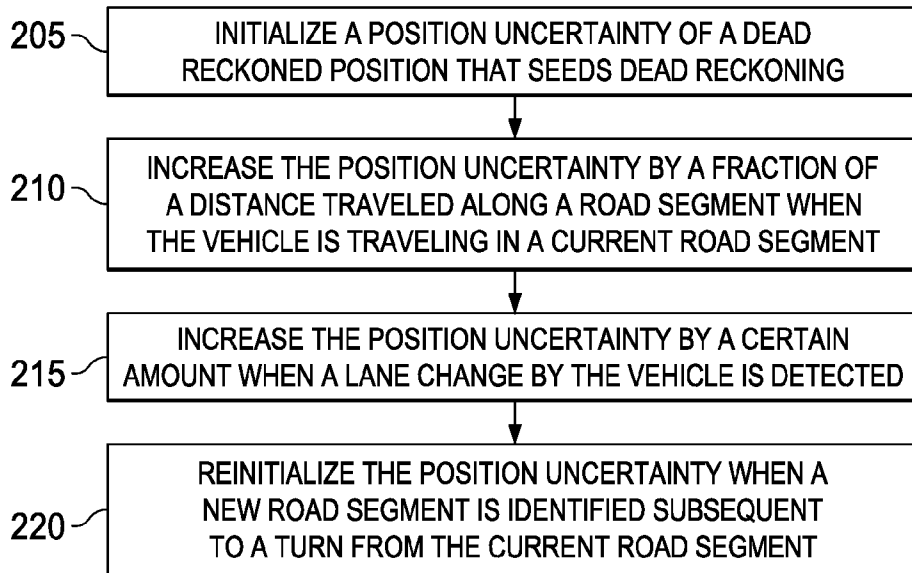 205
INITIALIZE A POSITION UNCERTAINTY OF A DEAD
RECKONED POSITION THAT SEEDS DEAD RECKONING
210
INCREASE THE POSITION UNCERTAINTY BY A FRACTION OF
A DISTANCE TRAVELED ALONG A ROAD SEGMENT WHEN
THE VEHICLE IS TRAVELING IN A CURRENT ROAD SEGMENT
215
INCREASE THE POSITION UNCERTAINTY BY A CERTAIN
AMOUNT WHEN A LANE CHANGE BY THE VEHICLE IS DETECTED
220
REINITIALIZE THE POSITION UNCERTAINTY WHEN A
NEW ROAD SEGMENT IS IDENTIFIED SUBSEQUENT
TO A TURN FROM THE CURRENT ROAD SEGMENT